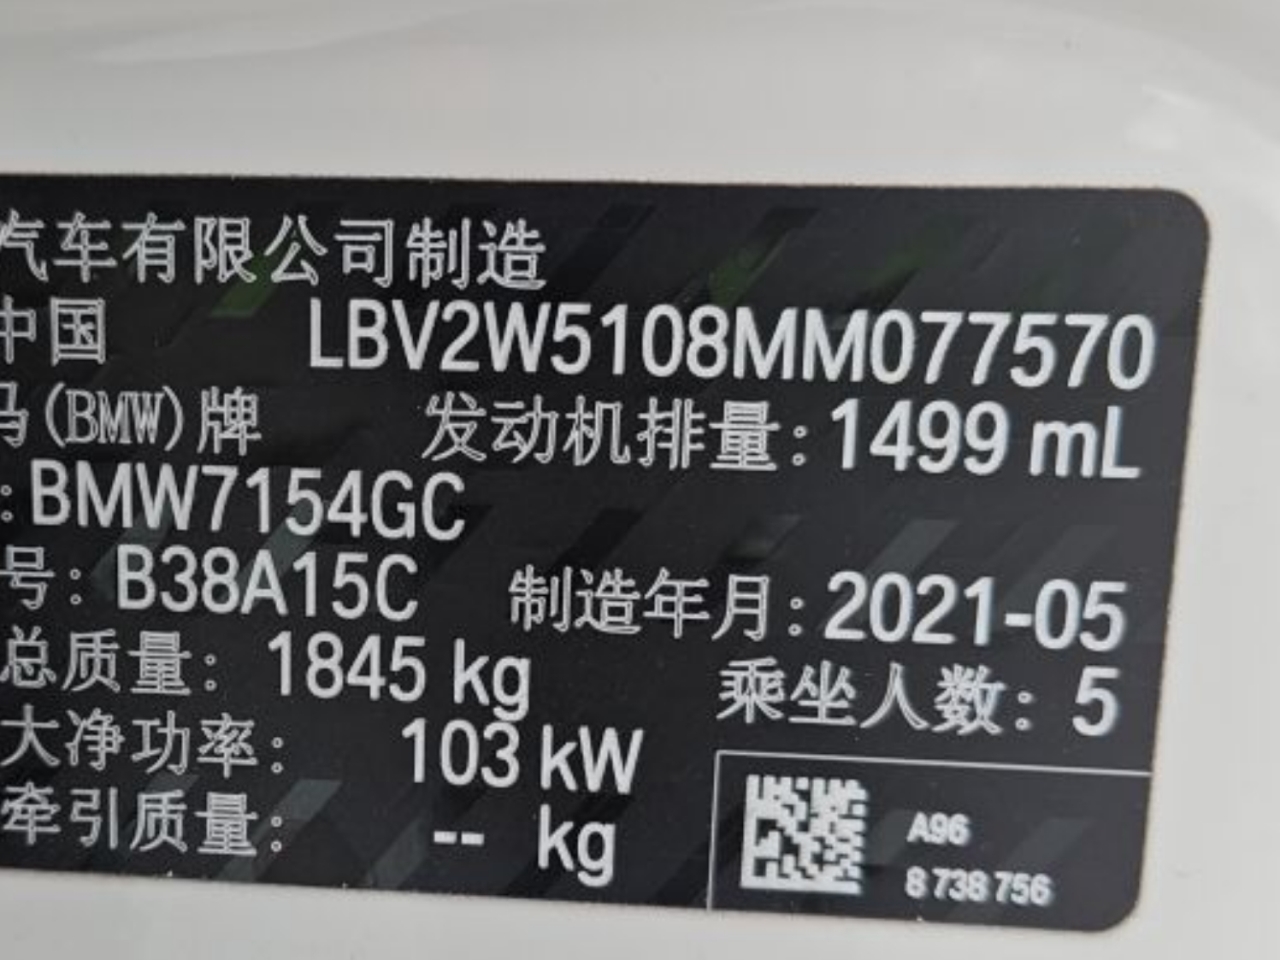 汽车有限公司制造
中国 LBV2W5108MM077570
马(BMW)牌 发动机排量:1499 mL
:BMW7154GC
号: B38A15C 制造年月:2021-05
总质量: 1845 kg 乘坐人数: 5
大净功率: 103 kW
牵引质量: -- kg
A96
8 738 756